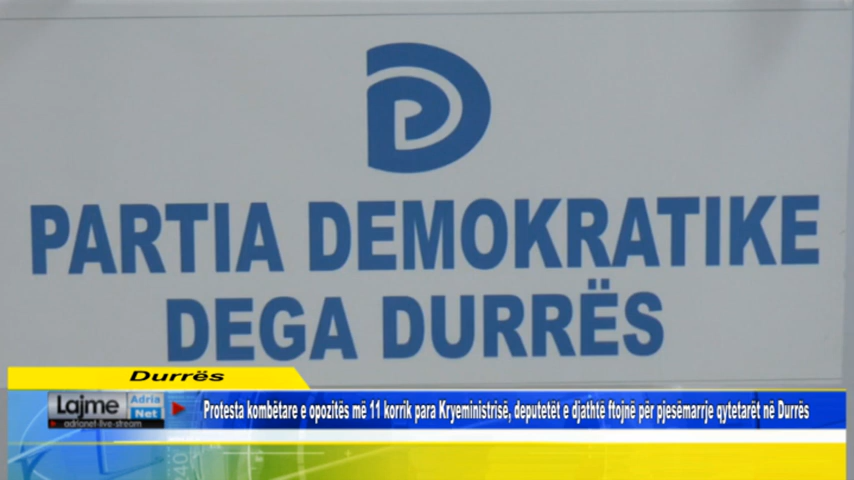 PD
PARTIA DEMOKRATIKE
DEGA DURRËS
Durrës
Lajme
Adria
Net
adrianet-live-stream
Protesta kombëtare e opozitës më 11 korrik para Kryeministrisë, deputetët e djathtë ftojnë për pjesëmarrje qytetarët në Durrës